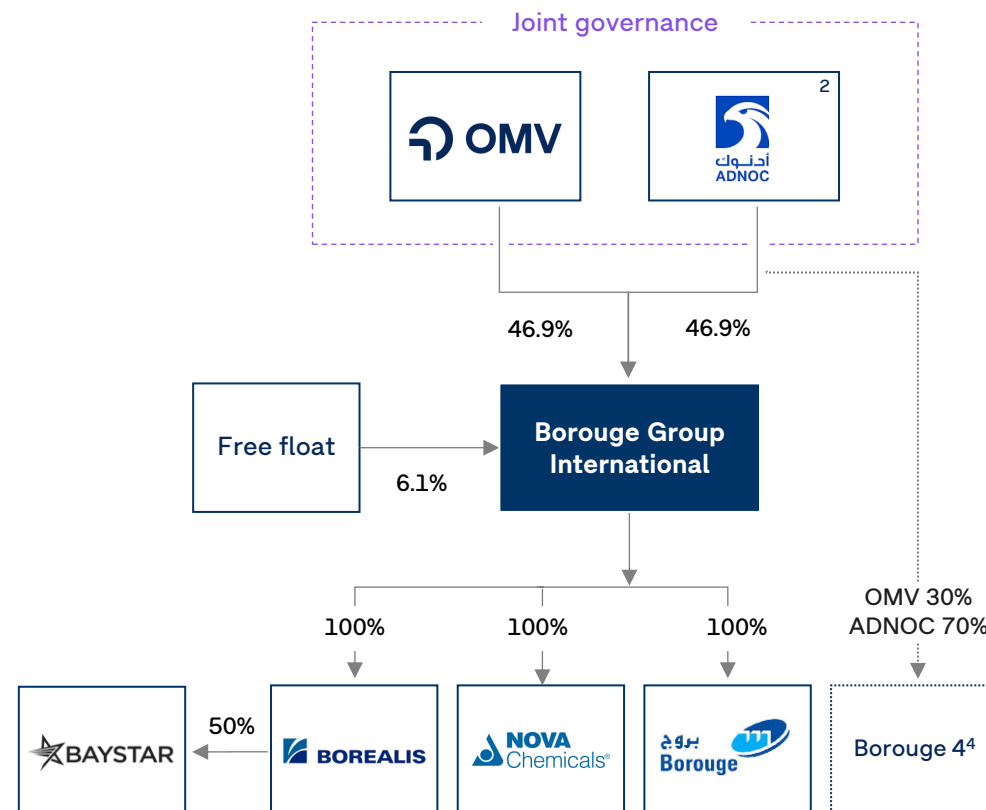 Joint governance
OMV
2
أدنوك
ADNOC
46.9%
46.9%
Free float
6.1%
Borouge Group
International
OMV 30%
ADNOC 70%
100%
100%
100%
BAYSTAR
50%
BOREALIS
NOVA
Chemicals®
بروج
Borouge
Borouge 4⁴